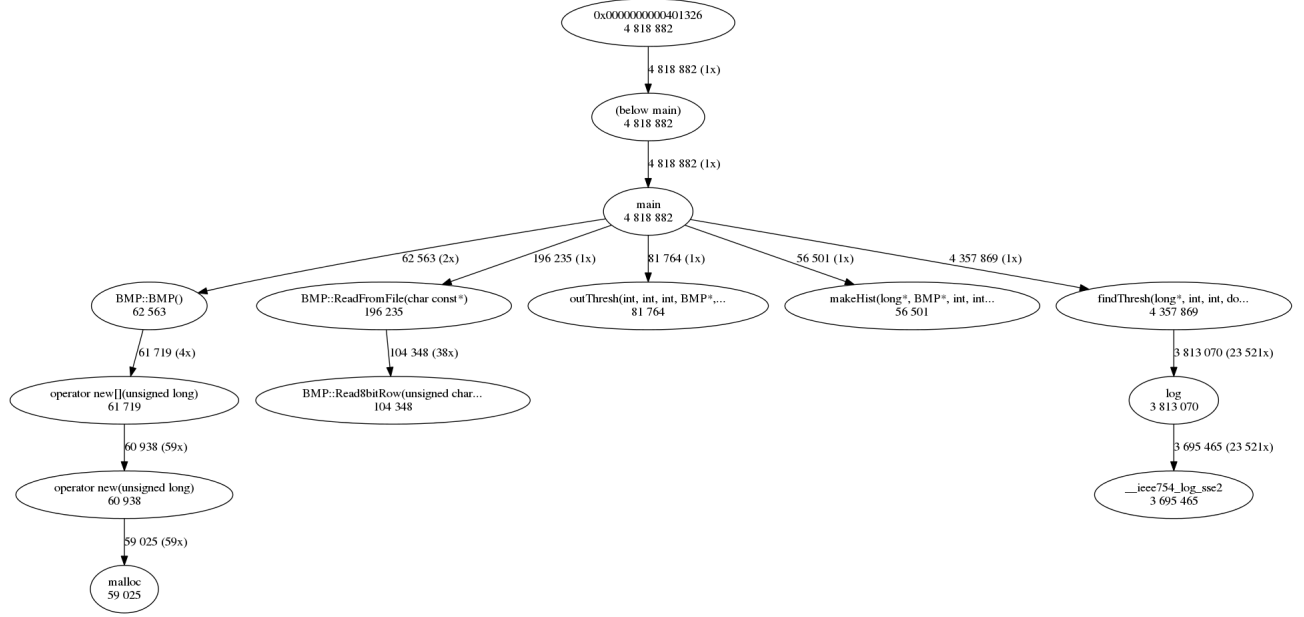 0x0000000000401326
4 818 882
4 818 882 (1x)
(below main)
4 818 882
4 818 882 (1x)
main
4 818 882
62 563 (2x)
196 235 (1x)
81 764 (1x)
56 501 (1x)
4 357 869 (1x)
BMP::BMP()
62 563
BMP::ReadFromFile(char const*)
196 235
outThresh(int, int, int, BMP*,...
81 764
makeHist(long*, BMP*, int, int...
56 501
findThresh(long*, int, int, do...
4 357 869
61 719 (4x)
104 348 (38x)
3 813 070 (23 521x)
operator new[](unsigned long)
61 719
BMP::Read8bitRow(unsigned char...
104 348
log
3 813 070
60 938 (59x)
3 695 465 (23 521x)
operator new(unsigned long)
60 938
__ieee754_log_sse2
3 695 465
59 025 (59x)
malloc
59 025